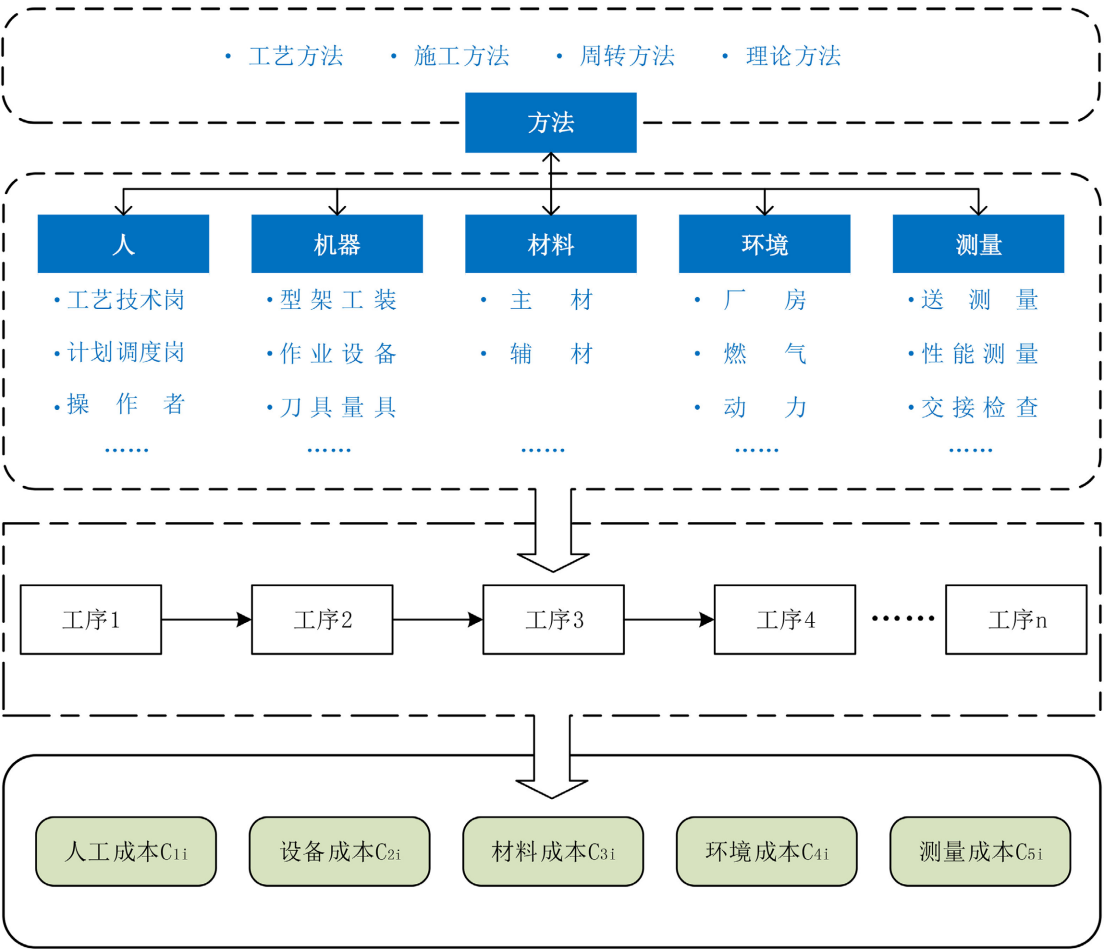 · 工艺方法 · 施工方法 · 周转方法 · 理论方法
方法
人 机器 材料 环境 测量
·工艺技术岗 ·型架工装 ·主材 ·厂房 ·送测量
·计划调度岗 ·作业设备 ·辅材 ·燃气 ·性能测量
·操作者 ·刀具量具 ·动力 ·交接检查
…… …… …… …… ……
工序1 工序2 工序3 工序4 …… 工序n
人工成本C1i 设备成本C2i 材料成本C3i 环境成本C4i 测量成本C5i